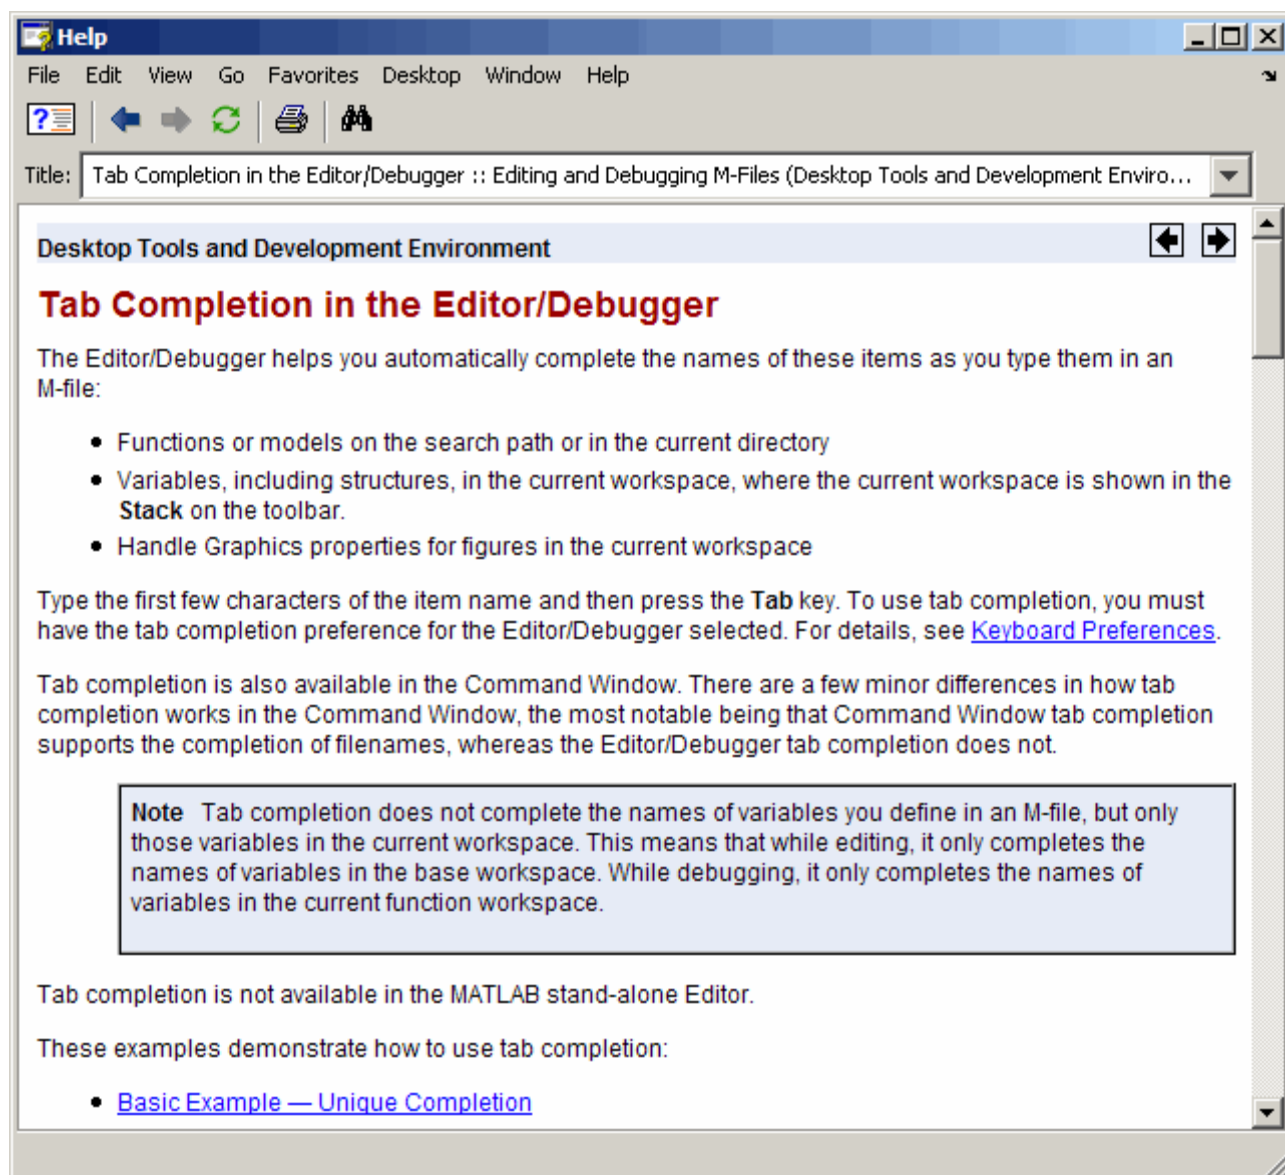 Help
File Edit View Go Favorites Desktop Window Help
Title: Tab Completion in the Editor/Debugger :: Editing and Debugging M-Files (Desktop Tools and Development Enviro...
Desktop Tools and Development Environment
Tab Completion in the Editor/Debugger
The Editor/Debugger helps you automatically complete the names of these items as you type them in an
M-file:
• Functions or models on the search path or in the current directory
• Variables, including structures, in the current workspace, where the current workspace is shown in the
Stack on the toolbar.
• Handle Graphics properties for figures in the current workspace
Type the first few characters of the item name and then press the Tab key. To use tab completion, you must
have the tab completion preference for the Editor/Debugger selected. For details, see Keyboard Preferences.
Tab completion is also available in the Command Window. There are a few minor differences in how tab
completion works in the Command Window, the most notable being that Command Window tab completion
supports the completion of filenames, whereas the Editor/Debugger tab completion does not.
Note Tab completion does not complete the names of variables you define in an M-file, but only
those variables in the current workspace. This means that while editing, it only completes the
names of variables in the base workspace. While debugging, it only completes the names of
variables in the current function workspace.
Tab completion is not available in the MATLAB stand-alone Editor.
These examples demonstrate how to use tab completion:
• Basic Example — Unique Completion